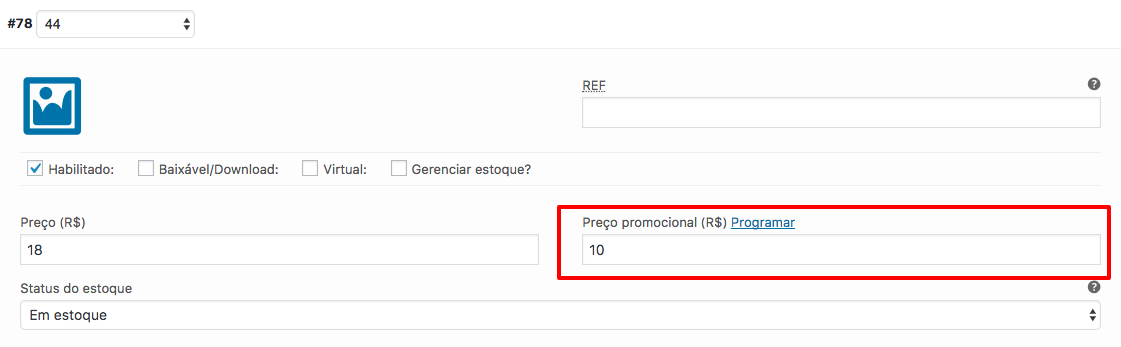 #78 44
REF
Habilitado: Baixável/Download: Virtual: Gerenciar estoque?
Preço (R$) Preço promocional (R$) Programar
18 10
Status do estoque
Em estoque